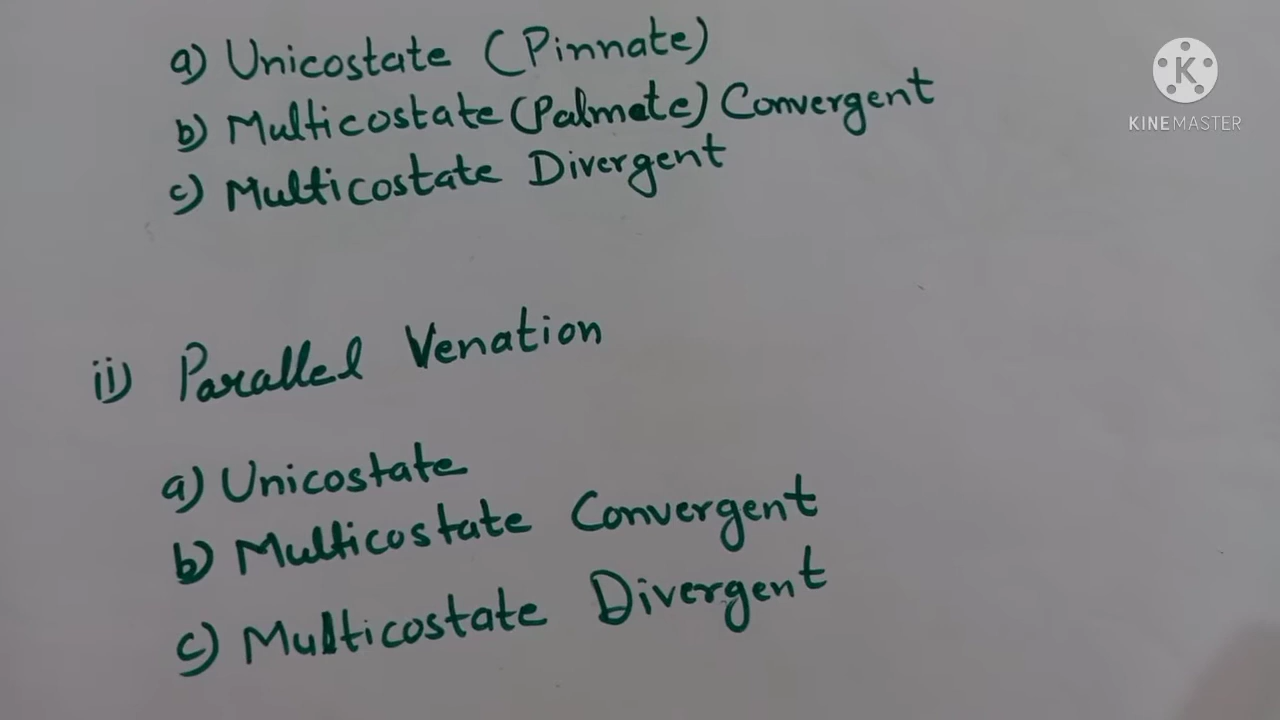 a) Unicostate (Pinnate)
b) Multicostate (Palmate) Convergent
c) Multicostate Divergent
ii) Parallel Venation
a) Unicostate
b) Multicostate Convergent
c) Multicostate Divergent
K
KINEMASTER